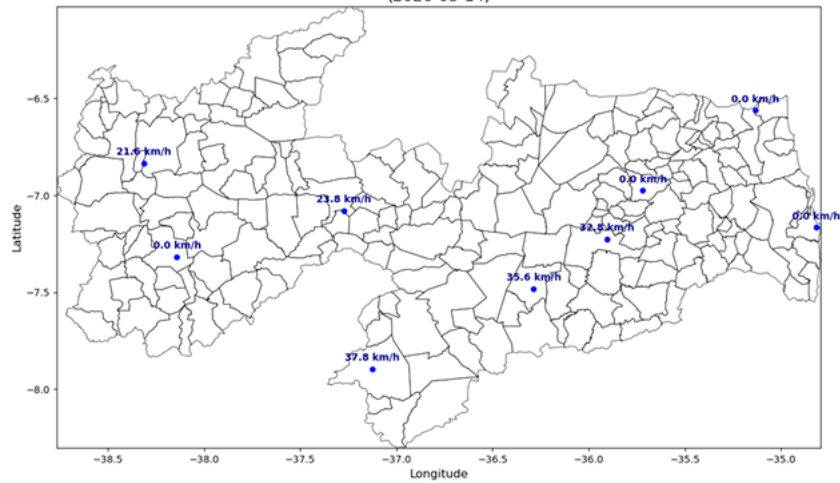 −6.5
−7.0
−7.5
−8.0
Latitude
0.0 km/h
21.6 km/h
0.0 km/h
23.8 km/h
0.0 km/h
32.8 km/h
0.0 km/h
35.6 km/h
37.8 km/h
−38.5
−38.0
−37.5
−37.0
−36.5
−36.0
−35.5
−35.0
Longitude